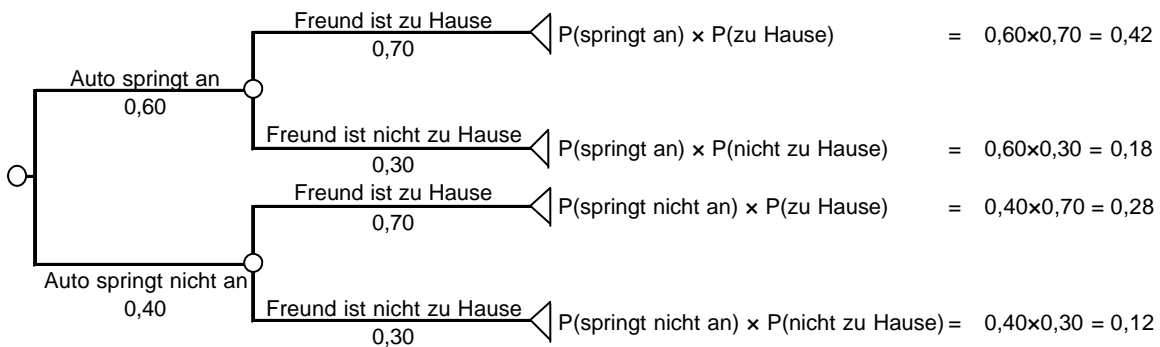 Freund ist zu Hause
0,70
P(springt an) × P(zu Hause) = 0,60×0,70 = 0,42
Auto springt an
0,60
Freund ist nicht zu Hause
0,30
P(springt an) × P(nicht zu Hause) = 0,60×0,30 = 0,18
Freund ist zu Hause
0,70
P(springt nicht an) × P(zu Hause) = 0,40×0,70 = 0,28
Auto springt nicht an
0,40
Freund ist nicht zu Hause
0,30
P(springt nicht an) × P(nicht zu Hause) = 0,40×0,30 = 0,12